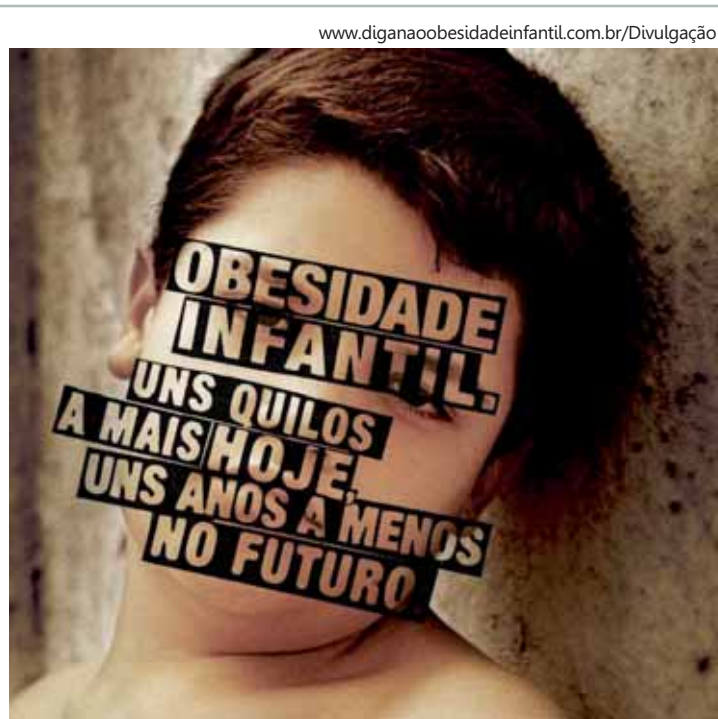 www.diganaoobesidadeinfantil.com.br/Divulgação
OBESIDADE
INFANTIL.
UNS QUILOS
A MAIS HOJE,
UNS ANOS A MENOS
NO FUTURO.